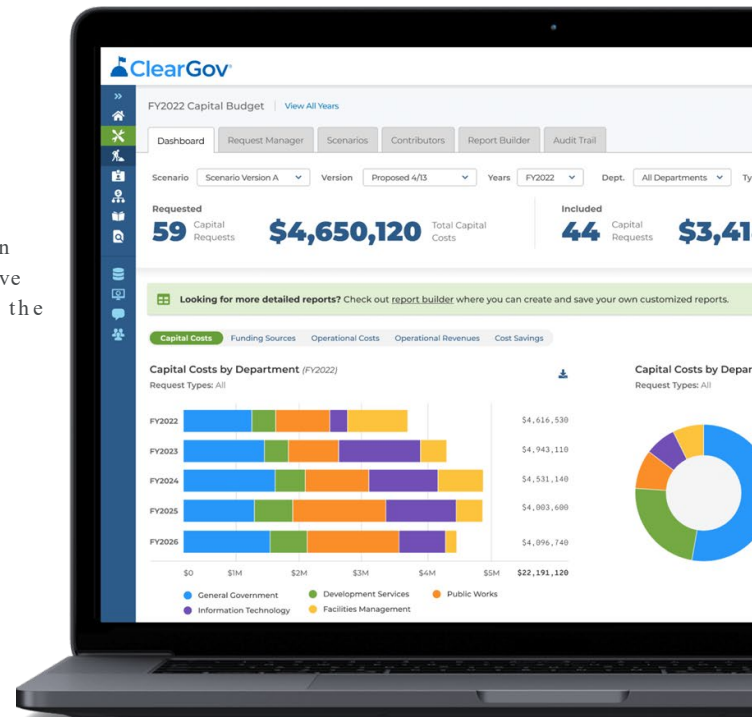 ClearGov
FY2022 Capital Budget | View All Years
Dashboard Request Manager Scenarios Contributors Report Builder Audit Trail
Scenario Scenario Version A Version Proposed 4/13 Years FY2022 Dept. All Departments
Requested
59 Capital Requests $4,650,120 Total Capital Costs
Included
44 Capital Requests
Looking for more detailed reports? Check out report builder where you can create and save your own customized reports.
Capital Costs Funding Sources Operational Costs Operational Revenues Cost Savings
Capital Costs by Department (FY2022)
Request Types: All
FY2022 $4,616,530
FY2023 $4,943,110
FY2024 $4,531,140
FY2025 $4,003,600
FY2026 $4,096,740
$0 $1M $2M $3M $4M $5M $22,191,120
General Government Development Services Public Works
Information Technology Facilities Management
Capital Costs by
Request Types: All
the